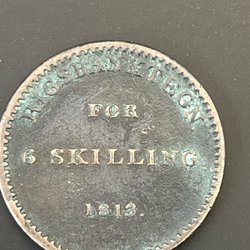 RIGSBANKTEGN
FOR
6 SKILLING
1813.